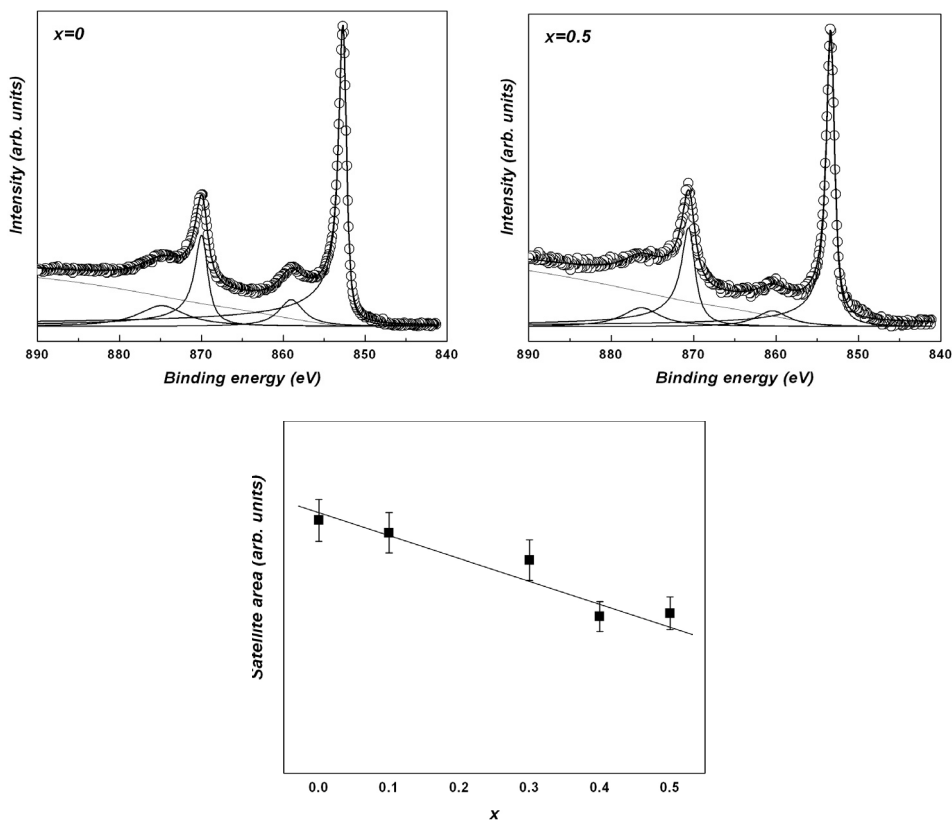 x=0
Intensity (arb. units)
890 880 870 860 850 840
Binding energy (eV)
x=0.5
Intensity (arb. units)
890 880 870 860 850 840
Binding energy (eV)
Satellite area (arb. units)
0.0 0.1 0.2 0.3 0.4 0.5
x